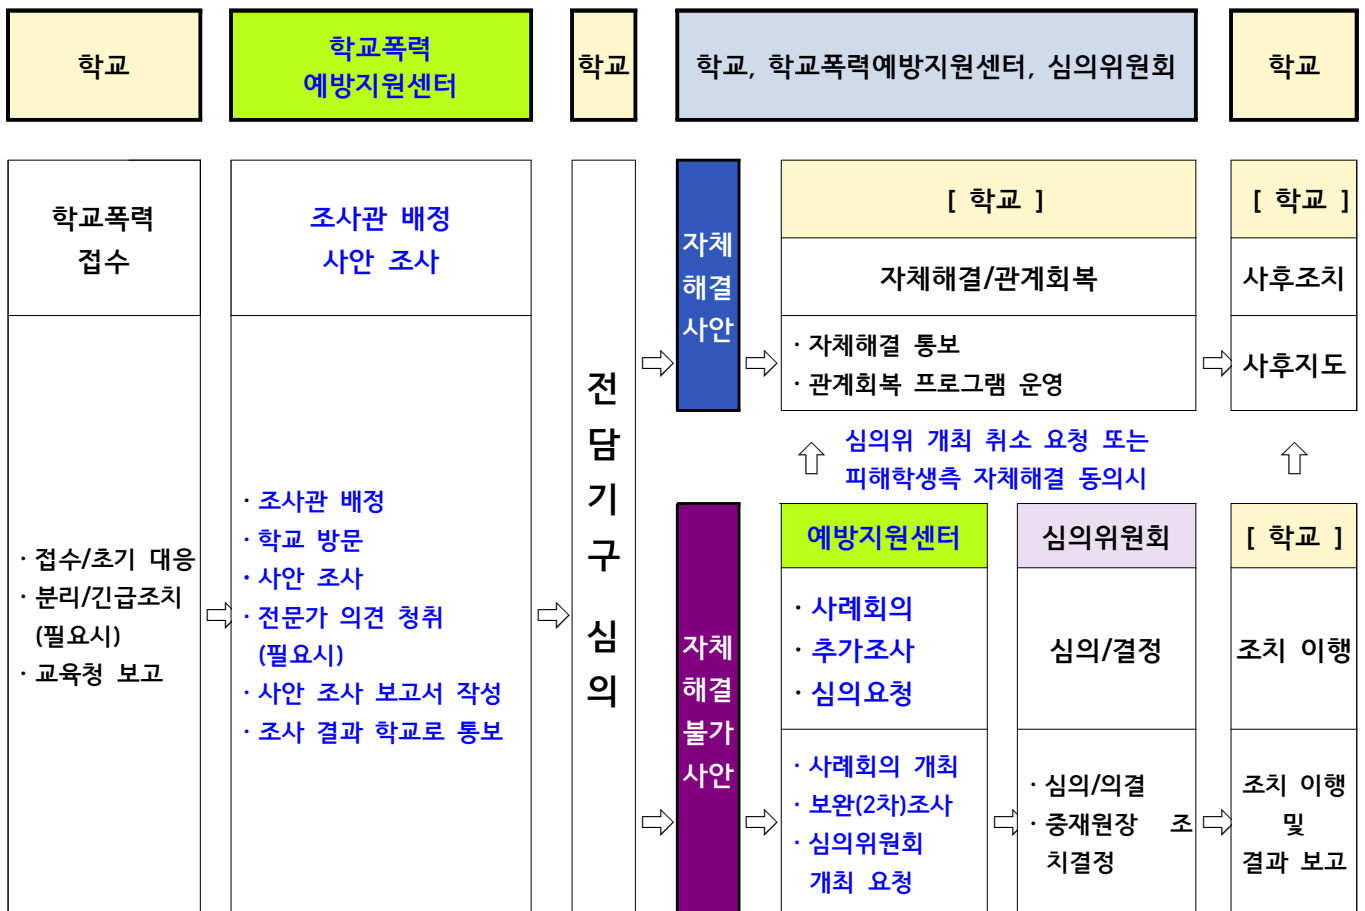 학교
학교폭력
예방지원센터
학교
학교, 학교폭력예방지원센터, 심의위원회
학교
학교폭력
접수
· 접수/초기 대응
· 분리/긴급조치
(필요시)
· 교육청 보고
조사관 배정
사안 조사
· 조사관 배정
· 학교 방문
· 사안 조사
· 전문가 의견 청취
(필요시)
· 사안 조사 보고서 작성
· 조사 결과 학교로 통보
전
담
기
구
심
의
자체
해결
사안
[ 학교 ]
자체해결/관계회복
· 자체해결 통보
· 관계회복 프로그램 운영
[ 학교 ]
사후조치
사후지도
심의위 개최 취소 요청 또는
피해학생측 자체해결 동의시
자체
해결
불가
사안
예방지원센터
· 사례회의
· 추가조사
· 심의요청
· 사례회의 개최
· 보완(2차)조사
· 심의위원회
개최 요청
심의위원회
심의/결정
· 심의/의결
· 중재원장 조
치결정
[ 학교 ]
조치 이행
조치 이행
및
결과 보고